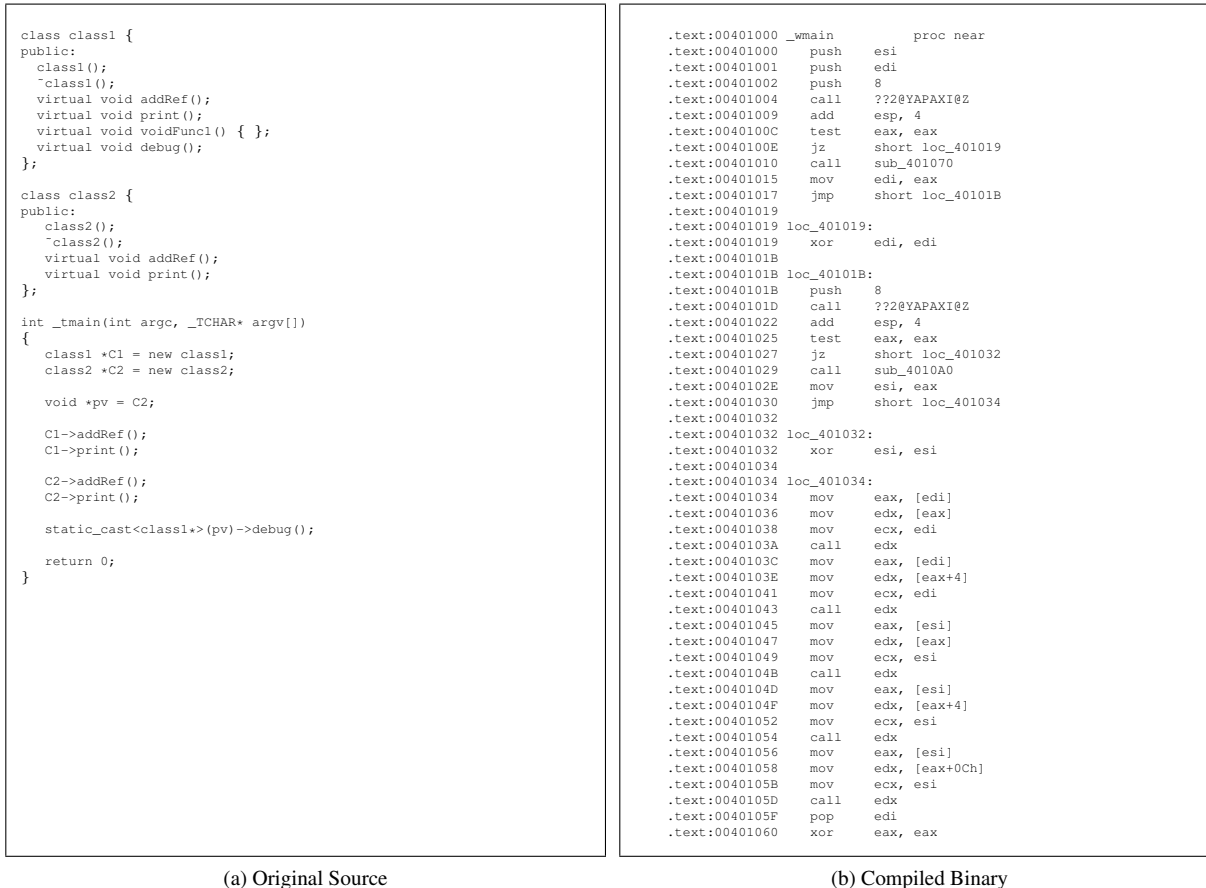 class class1 {
public:
  class1();
  ~class1();
  virtual void addRef();
  virtual void print();
  virtual void voidFunc1() { };
  virtual void debug();
};

class class2 {
public:
   class2();
   ~class2();
   virtual void addRef();
   virtual void print();
};

int _tmain(int argc, _TCHAR* argv[])
{
   class1 *C1 = new class1;
   class2 *C2 = new class2;

   void *pv = C2;

   C1->addRef();
   C1->print();

   C2->addRef();
   C2->print();

   static_cast<class1*>(pv)->debug();

   return 0;
}
(a) Original Source
.text:00401000 _wmain          proc near
.text:00401000    push    esi
.text:00401001    push    edi
.text:00401002    push    8
.text:00401004    call    ??2@YAPAXI@Z
.text:00401009    add     esp, 4
.text:0040100C    test    eax, eax
.text:0040100E    jz      short loc_401019
.text:00401010    call    sub_401070
.text:00401015    mov     edi, eax
.text:00401017    jmp     short loc_40101B
.text:00401019
.text:00401019 loc_401019:
.text:00401019    xor     edi, edi
.text:0040101B
.text:0040101B loc_40101B:
.text:0040101B    push    8
.text:0040101D    call    ??2@YAPAXI@Z
.text:00401022    add     esp, 4
.text:00401025    test    eax, eax
.text:00401027    jz      short loc_401032
.text:00401029    call    sub_4010A0
.text:0040102E    mov     esi, eax
.text:00401030    jmp     short loc_401034
.text:00401032
.text:00401032 loc_401032:
.text:00401032    xor     esi, esi
.text:00401034
.text:00401034 loc_401034:
.text:00401034    mov     eax, [edi]
.text:00401036    mov     edx, [eax]
.text:00401038    mov     ecx, edi
.text:0040103A    call    edx
.text:0040103C    mov     eax, [edi]
.text:0040103E    mov     edx, [eax+4]
.text:00401041    mov     ecx, edi
.text:00401043    call    edx
.text:00401045    mov     eax, [esi]
.text:00401047    mov     edx, [eax]
.text:00401049    mov     ecx, esi
.text:0040104B    call    edx
.text:0040104D    mov     eax, [esi]
.text:0040104F    mov     edx, [eax+4]
.text:00401052    mov     ecx, esi
.text:00401054    call    edx
.text:00401056    mov     eax, [esi]
.text:00401058    mov     edx, [eax+0Ch]
.text:0040105B    mov     ecx, esi
.text:0040105D    call    edx
.text:0040105F    pop     edi
.text:00401060    xor     eax, eax
(b) Compiled Binary